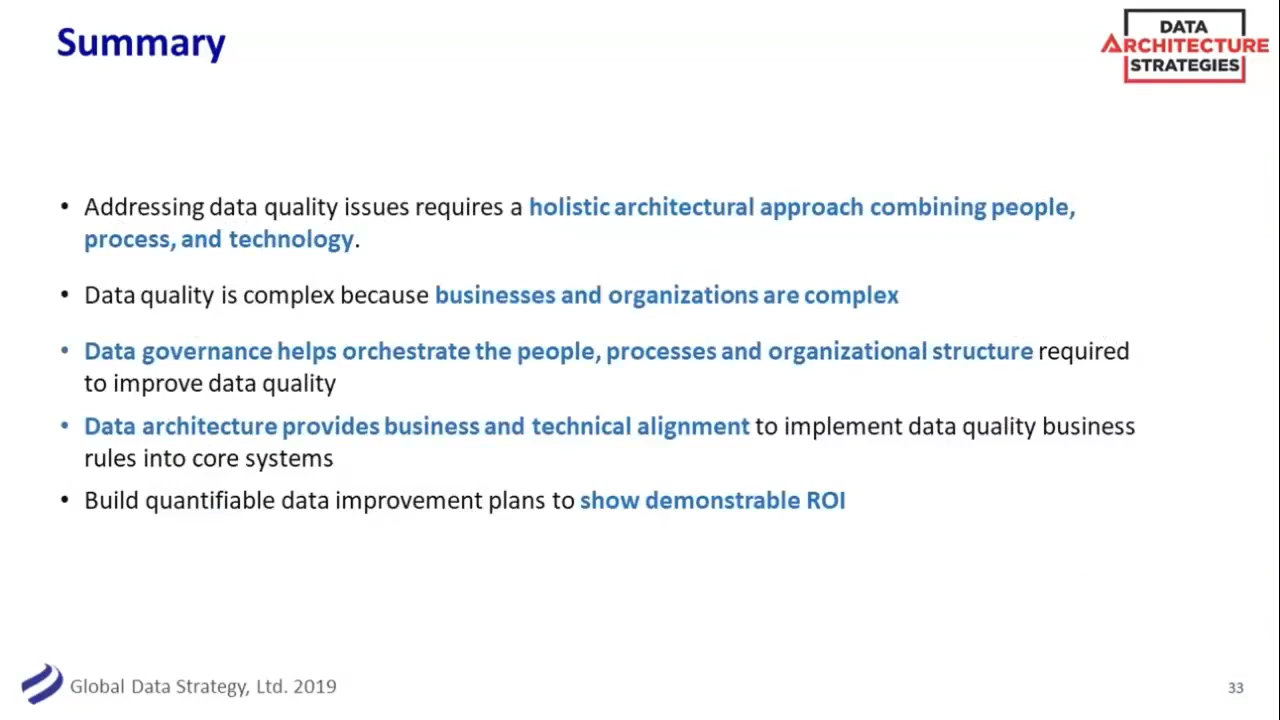 Summary
DATA
ARCHITECTURE
STRATEGIES
• Addressing data quality issues requires a holistic architectural approach combining people,
process, and technology.
• Data quality is complex because businesses and organizations are complex
• Data governance helps orchestrate the people, processes and organizational structure required
to improve data quality
• Data architecture provides business and technical alignment to implement data quality business
rules into core systems
• Build quantifiable data improvement plans to show demonstrable ROI
Global Data Strategy, Ltd. 2019
33